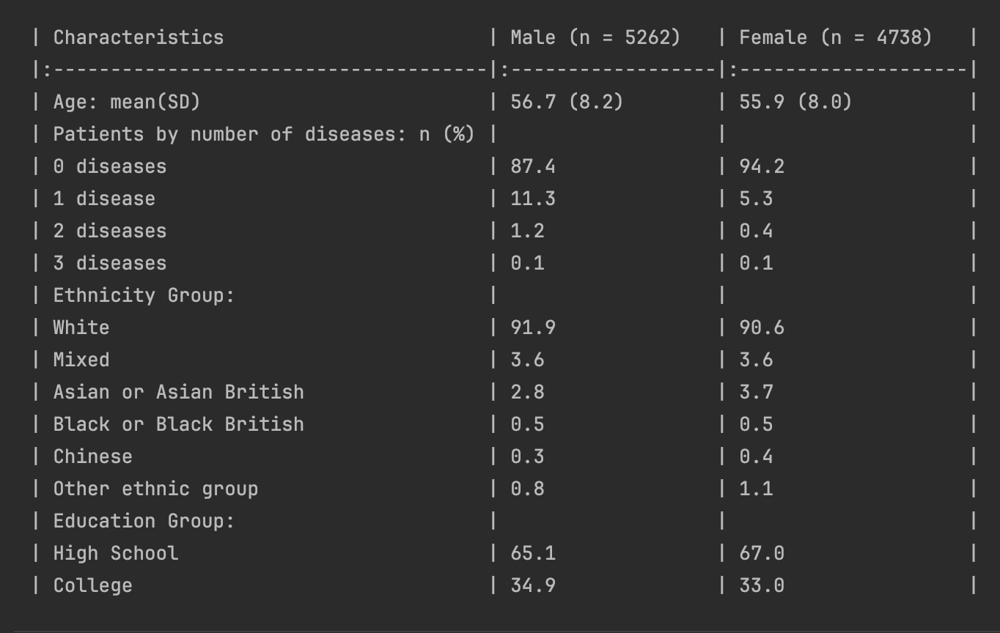 | Characteristics                       | Male (n = 5262)   | Female (n = 4738)   |
|:--------------------------------------|:------------------|:--------------------|
| Age: mean(SD)                         | 56.7 (8.2)        | 55.9 (8.0)          |
| Patients by number of diseases: n (%) |                   |                     |
| 0 diseases                            | 87.4              | 94.2                |
| 1 disease                             | 11.3              | 5.3                 |
| 2 diseases                            | 1.2               | 0.4                 |
| 3 diseases                            | 0.1               | 0.1                 |
| Ethnicity Group:                      |                   |                     |
| White                                 | 91.9              | 90.6                |
| Mixed                                 | 3.6               | 3.6                 |
| Asian or Asian British                | 2.8               | 3.7                 |
| Black or Black British                | 0.5               | 0.5                 |
| Chinese                               | 0.3               | 0.4                 |
| Other ethnic group                    | 0.8               | 1.1                 |
| Education Group:                      |                   |                     |
| High School                           | 65.1              | 67.0                |
| College                               | 34.9              | 33.0                |